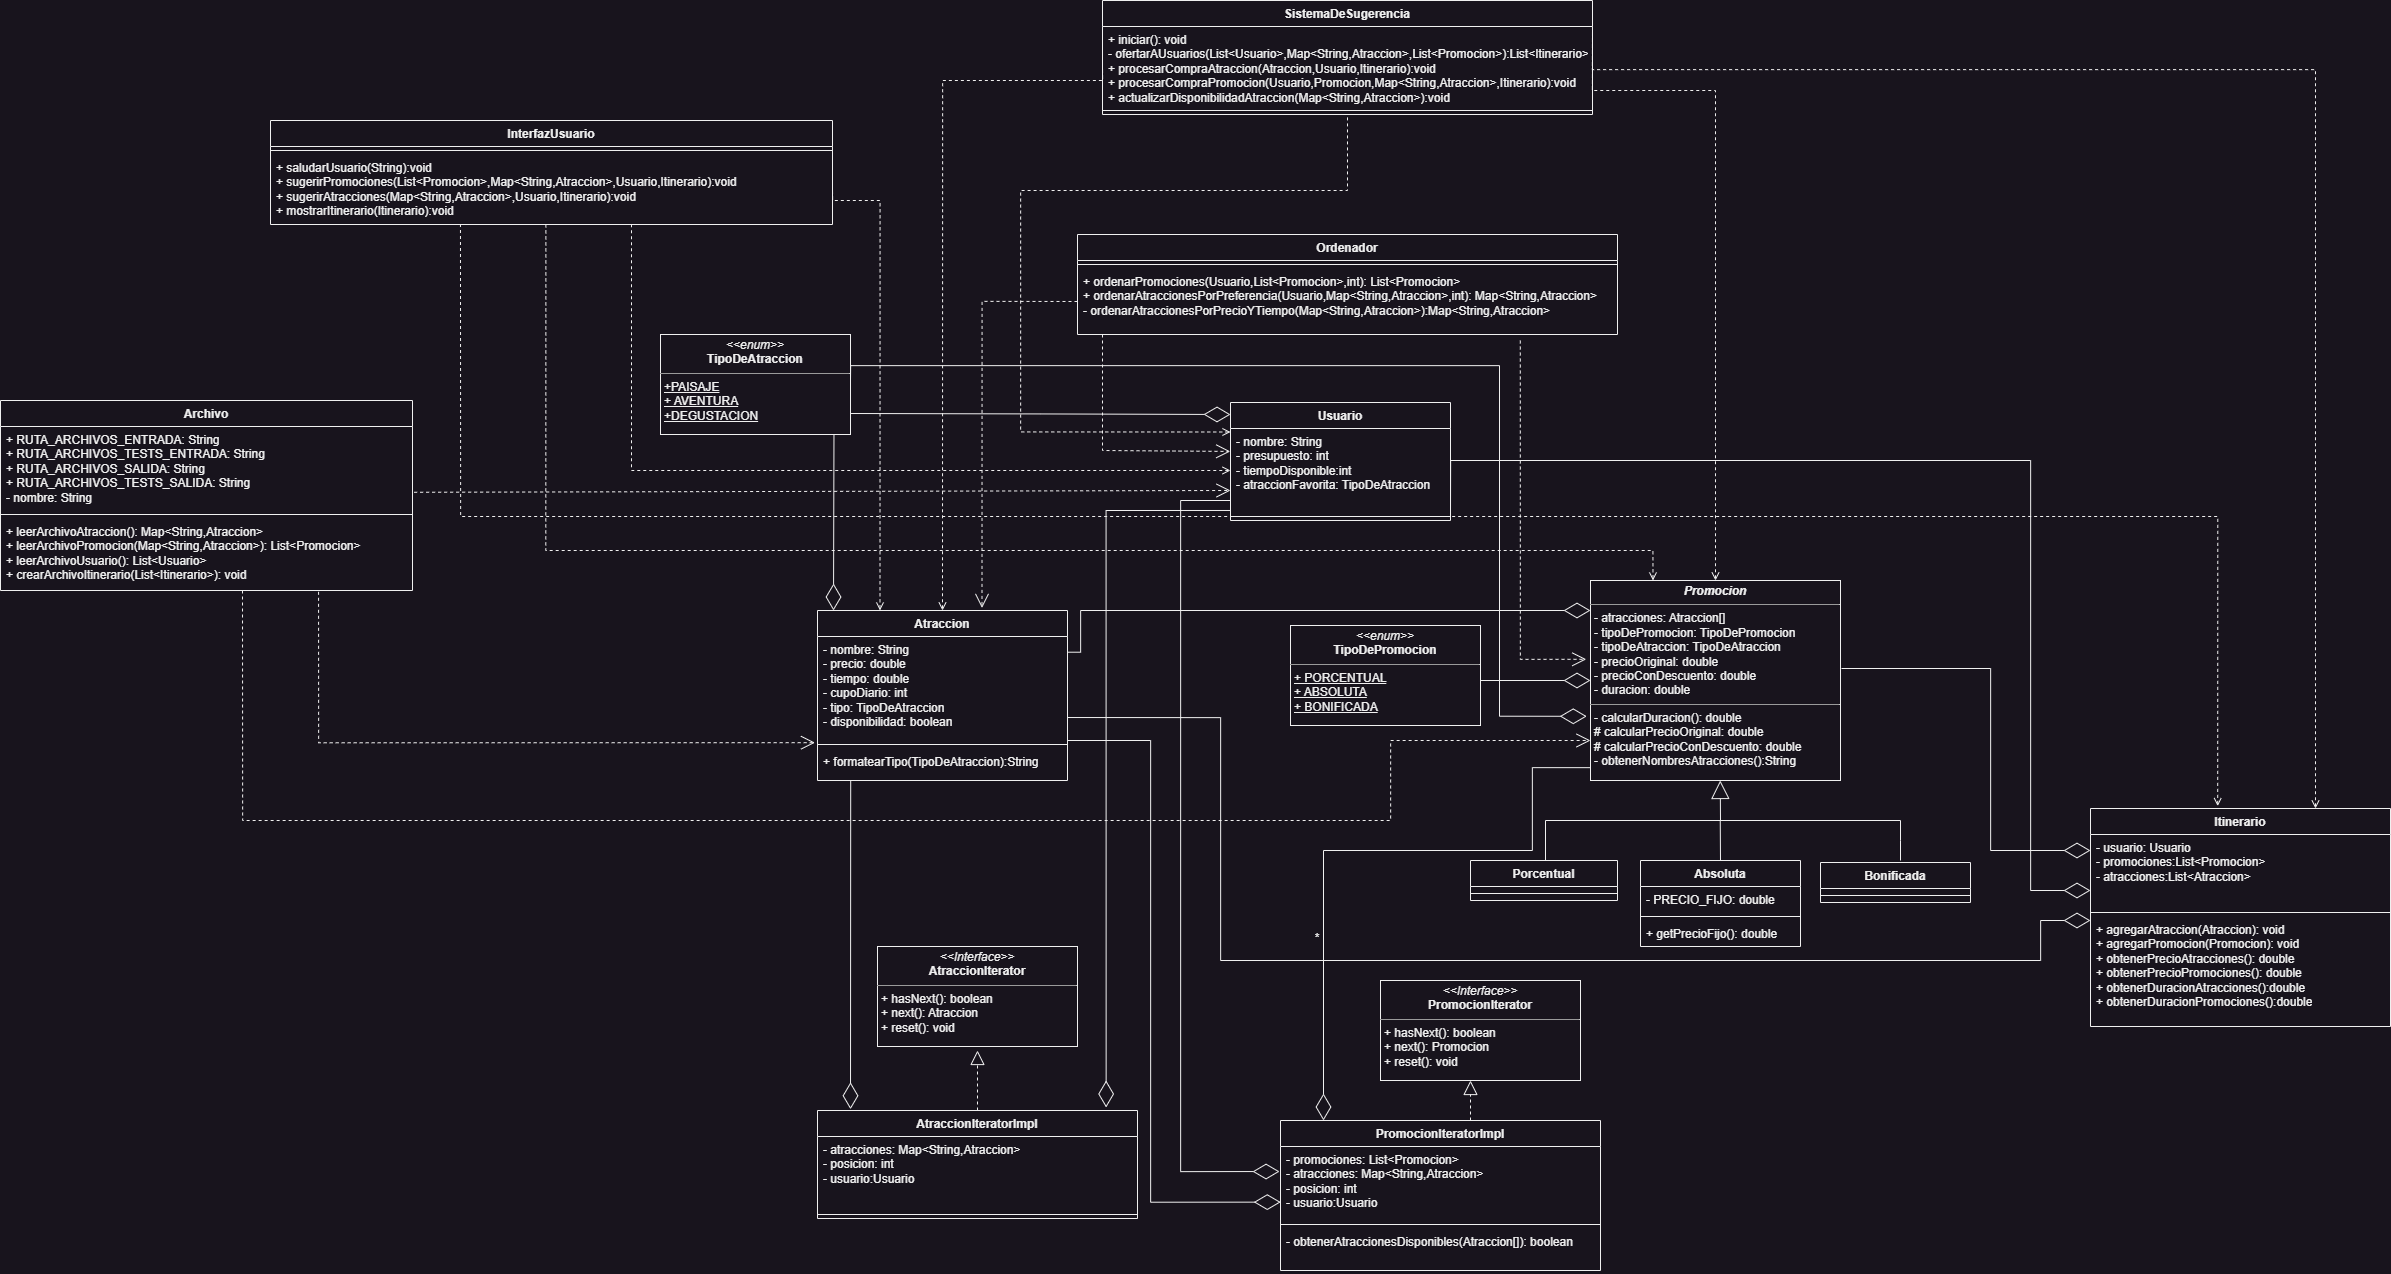 SistemaDeSugerencia
+ iniciar(): void
- ofertarAUsuarios(List<Usuario>,Map<String,Atraccion>,List<Promocion>):List<Itinerario>
+ procesarCompraAtraccion(Atraccion,Usuario,Itinerario):void
+ procesarCompraPromocion(Usuario,Promocion,Map<String,Atraccion>,Itinerario):void
+ actualizarDisponibilidadAtraccion(Map<String,Atraccion>):void
InterfazUsuario
+ saludarUsuario(String):void
+ sugerirPromociones(List<Promocion>,Map<String,Atraccion>,Usuario,Itinerario):void
+ sugerirAtracciones(Map<String,Atraccion>,Usuario,Itinerario):void
+ mostrarItinerario(Itinerario):void
Ordenador
+ ordenarPromociones(Usuario,List<Promocion>,int): List<Promocion>
+ ordenarAtraccionesPorPreferencia(Usuario,Map<String,Atraccion>,int): Map<String,Atraccion>
- ordenarAtraccionesPorPrecioYTiempo(Map<String,Atraccion>):Map<String,Atraccion>
<<enum>>
TipoDeAtraccion
+PAISAJE
+ AVENTURA
+DEGUSTACION
Archivo
+ RUTA_ARCHIVOS_ENTRADA: String
+ RUTA_ARCHIVOS_TESTS_ENTRADA: String
+ RUTA_ARCHIVOS_SALIDA: String
+ RUTA_ARCHIVOS_TESTS_SALIDA: String
- nombre: String
+ leerArchivoAtraccion(): Map<String,Atraccion>
+ leerArchivoPromocion(Map<String,Atraccion>): List<Promocion>
+ leerArchivoUsuario(): List<Usuario>
+ crearArchivoItinerario(List<Itinerario>): void
Usuario
- nombre: String
- presupuesto: int
- tiempoDisponible:int
- atraccionFavorita: TipoDeAtraccion
Atraccion
- nombre: String
- precio: double
- tiempo: double
- cupoDiario: int
- tipo: TipoDeAtraccion
- disponibilidad: boolean
+ formatearTipo(TipoDeAtraccion):String
<<enum>>
TipoDePromocion
+ PORCENTUAL
+ ABSOLUTA
+ BONIFICADA
Promocion
- atracciones: Atraccion[]
- tipoDePromocion: TipoDePromocion
- tipoDeAtraccion: TipoDeAtraccion
- precioOriginal: double
- precioConDescuento: double
- duracion: double
- calcularDuracion(): double
# calcularPrecioOriginal: double
# calcularPrecioConDescuento: double
- obtenerNombresAtracciones():String
Itinerario
- usuario: Usuario
- promociones:List<Promocion>
- atracciones:List<Atraccion>
+ agregarAtraccion(Atraccion): void
+ agregarPromocion(Promocion): void
+ obtenerPrecioAtracciones(): double
+ obtenerPrecioPromociones(): double
+ obtenerDuracionAtracciones():double
+ obtenerDuracionPromociones():double
Porcentual
Absoluta
- PRECIO_FIJO: double
+ getPrecioFijo(): double
Bonificada
*
<<Interface>>
AtraccionIterator
+ hasNext(): boolean
+ next(): Atraccion
+ reset(): void
<<Interface>>
PromocionIterator
+ hasNext(): boolean
+ next(): Promocion
+ reset(): void
AtraccionIteratorImpl
- atracciones: Map<String,Atraccion>
- posicion: int
- usuario:Usuario
PromocionIteratorImpl
- promociones: List<Promocion>
- atracciones: Map<String,Atraccion>
- posicion: int
- usuario:Usuario
- obtenerAtraccionesDisponibles(Atraccion[]): boolean